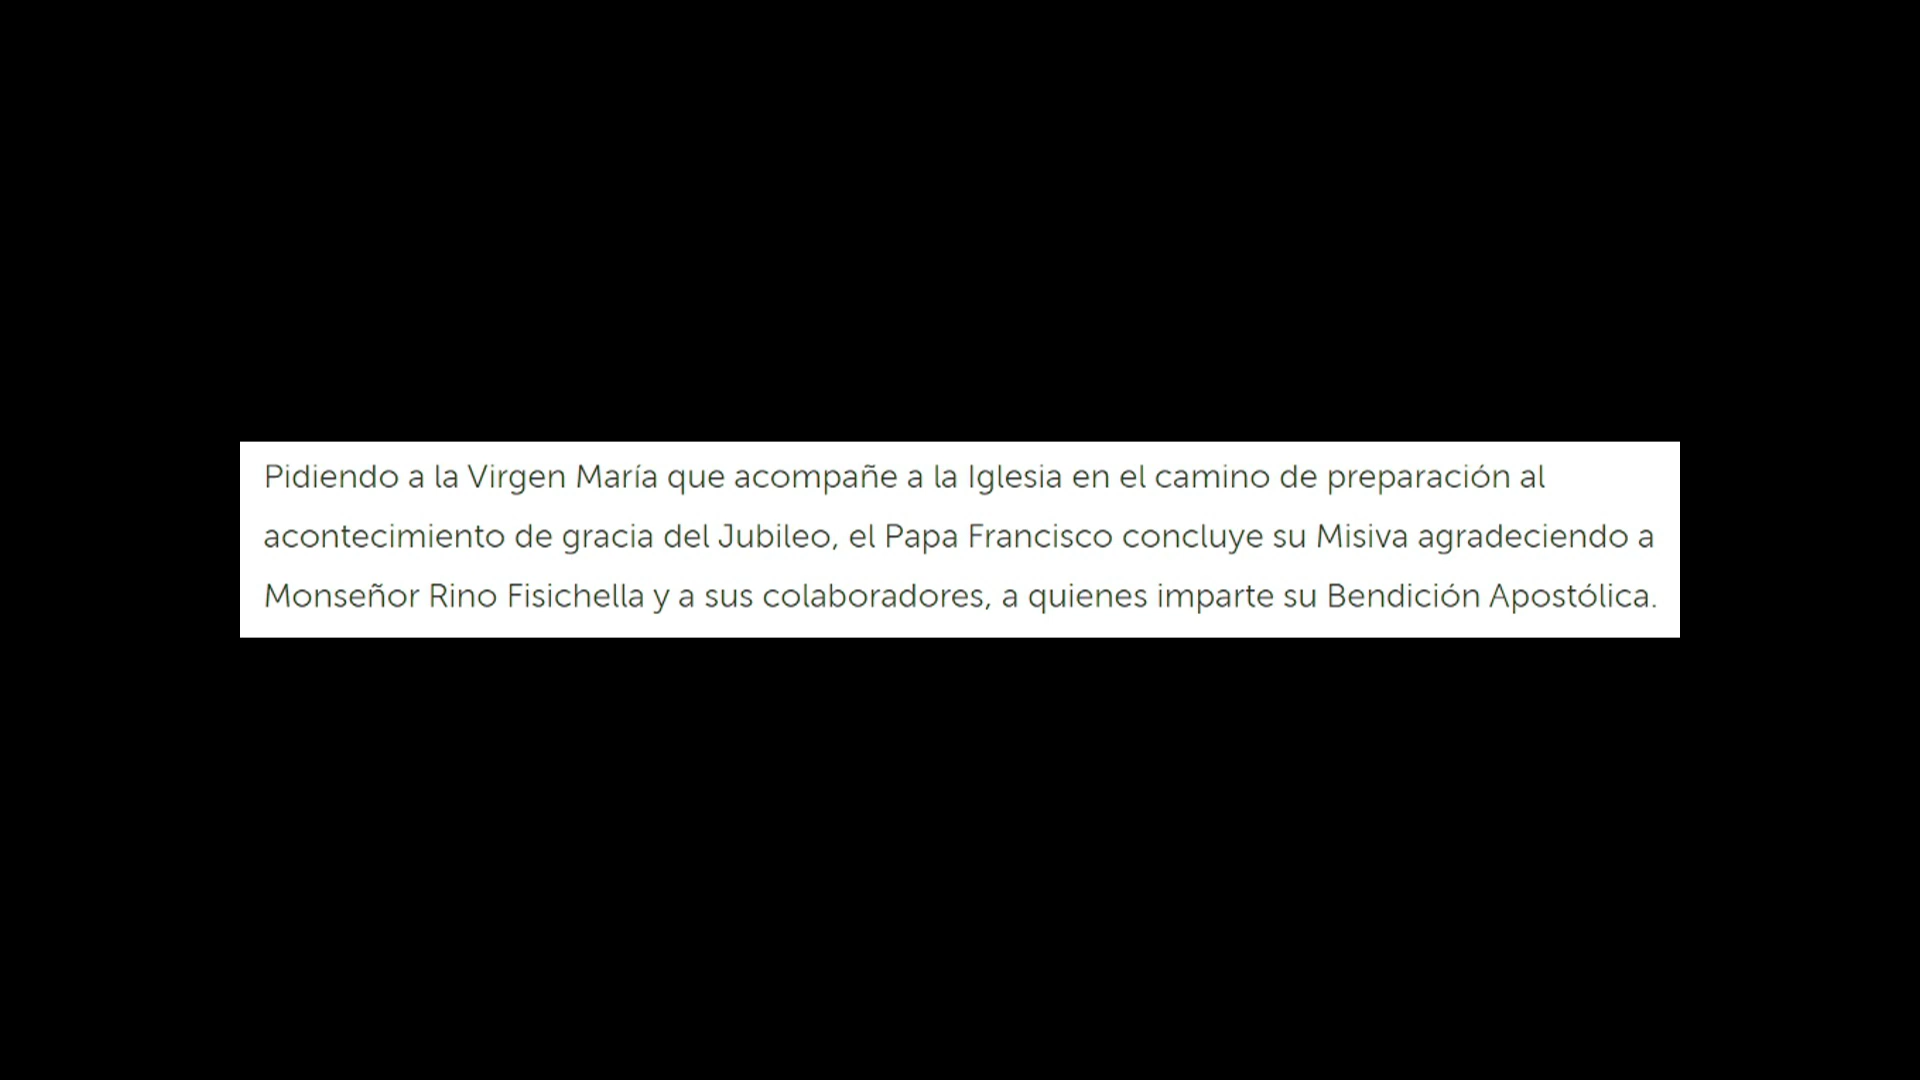 Pidiendo a la Virgen María que acompañe a la Iglesia en el camino de preparación al
acontecimiento de gracia del Jubileo, el Papa Francisco concluye su Misiva agradeciendo a
Monseñor Rino Fisichella y a sus colaboradores, a quienes imparte su Bendición Apostólica.